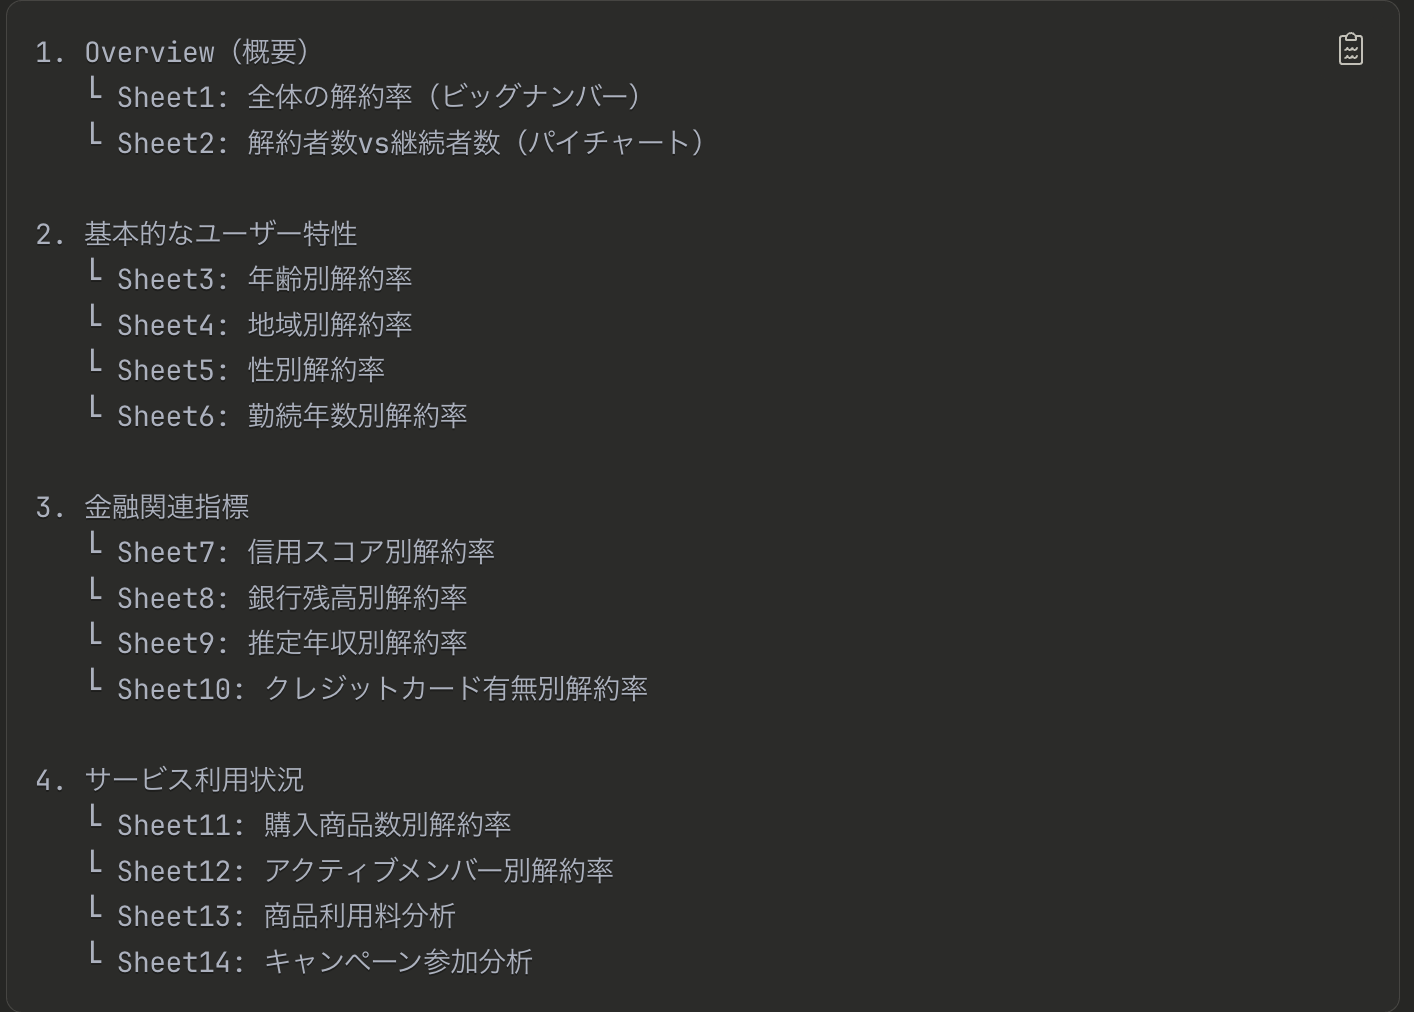 1. Overview（概要）
└ Sheet1: 全体の解約率（ビッグナンバー）
└ Sheet2: 解約者数vs継続者数（パイチャート）
2. 基本的なユーザー特性
└ Sheet3: 年齢別解約率
└ Sheet4: 地域別解約率
└ Sheet5: 性別解約率
└ Sheet6: 勤続年数別解約率
3. 金融関連指標
└ Sheet7: 信用スコア別解約率
└ Sheet8: 銀行残高別解約率
└ Sheet9: 推定年収別解約率
└ Sheet10: クレジットカード有無別解約率
4. サービス利用状況
└ Sheet11: 購入商品数別解約率
└ Sheet12: アクティブメンバー別解約率
└ Sheet13: 商品利用料分析
└ Sheet14: キャンペーン参加分析